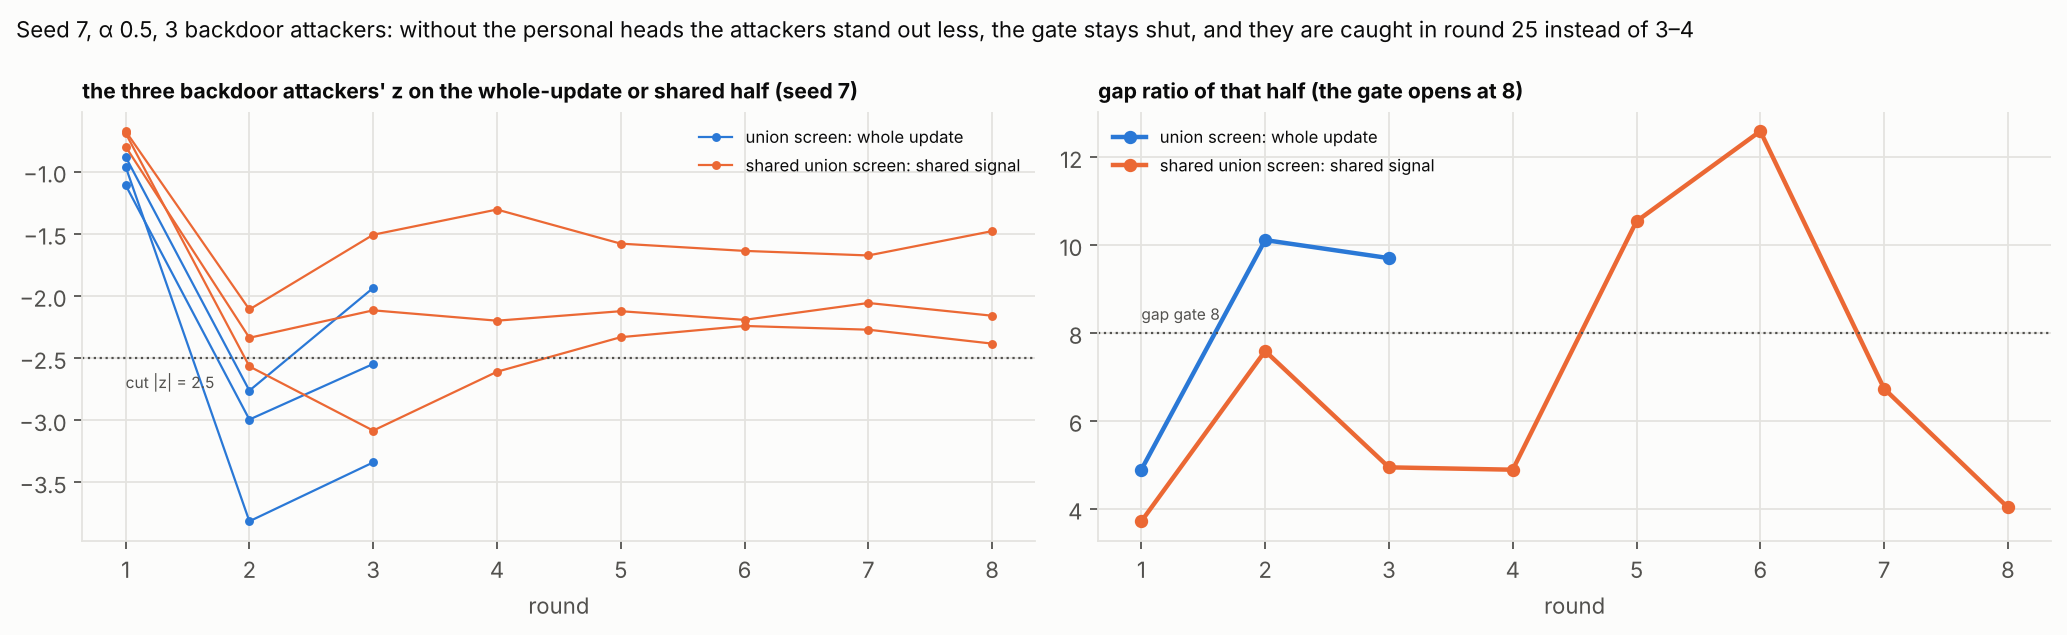 Seed 7, α 0.5, 3 backdoor attackers: without the personal heads the attackers stand out less, the gate stays shut, and they are caught in round 25 instead of 3–4
the three backdoor attackers' z on the whole-update or shared half (seed 7)
union screen: whole update
shared union screen: shared signal
−1.0
−1.5
−2.0
−2.5
−3.0
−3.5
cut |z| = 2.5
1 2 3 4 5 6 7 8
round
gap ratio of that half (the gate opens at 8)
union screen: whole update
shared union screen: shared signal
12
10
8
6
4
gap gate 8
1 2 3 4 5 6 7 8
round